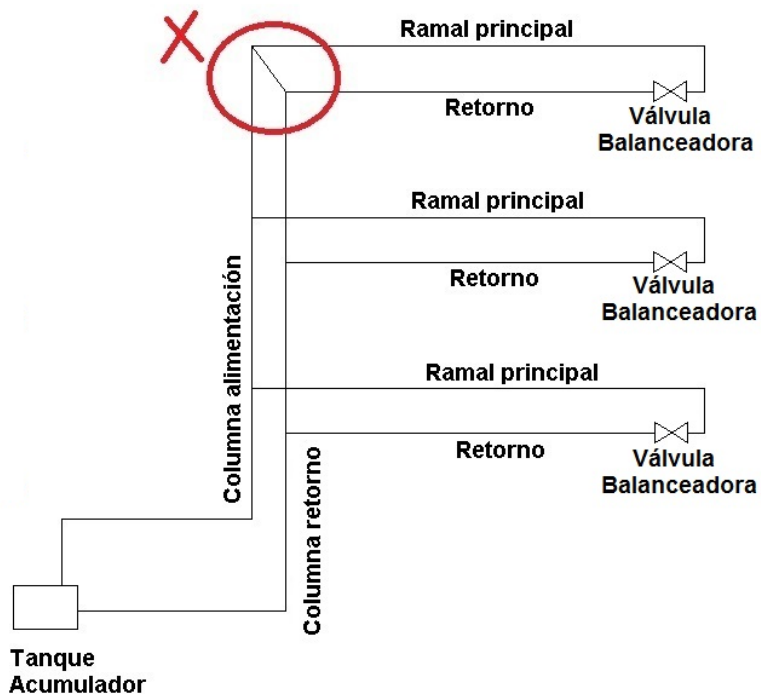 Ramal principal
Retorno
Válvula
Balanceadora
Ramal principal
Retorno
Válvula
Balanceadora
Columna alimentación
Ramal principal
Retorno
Válvula
Balanceadora
Columna retorno
Tanque
Acumulador